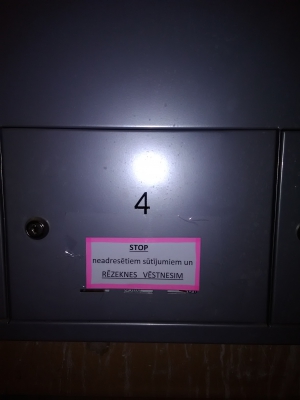 4
STOP
neadresētiem sūtījumiem un
RĒZEKNES VĒSTNESIM